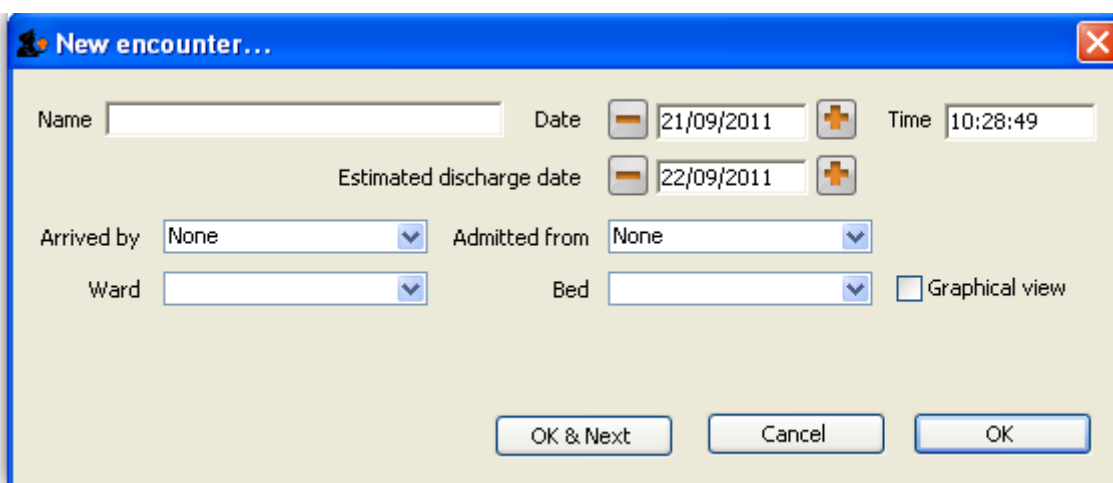 New encounter...
Name Date 21/09/2011 Time 10:28:49
Estimated discharge date 22/09/2011
Arrived by None Admitted from None
Ward Bed Graphical view
OK & Next Cancel OK